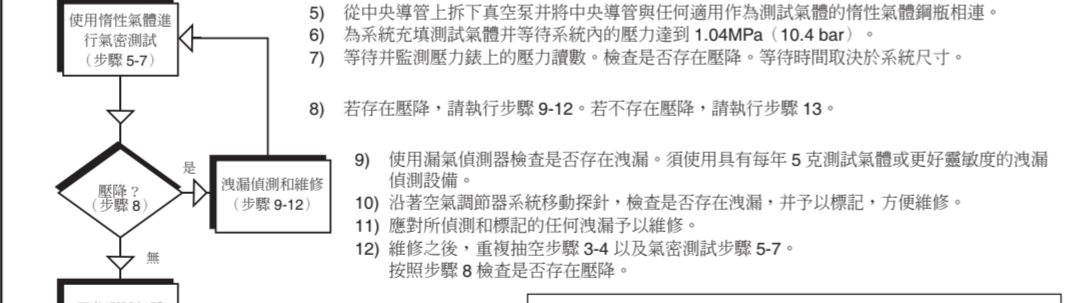 使用惰性氣體進
行氣密測試
(步驟 5-7)
5) 從中央導管上拆下真空泵并將中央導管與任何適用作為測試氣體的惰性氣體鋼瓶相連。
6) 為系統充填測試氣體并等待系統內的壓力達到 1.04MPa(10.4 bar)。
7) 等待并監測壓力錶上的壓力讀數。檢查是否存在壓降。等待時間取決於系統尺寸。
8) 若存在壓降,請執行步驟 9-12。若不存在壓降,請執行步驟 13。
壓降?
(步驟 8)
是
洩漏偵測和維修
(步驟 9-12)
無
9) 使用漏氣偵測器檢查是否存在洩漏。須使用具有每年 5 克測試氣體或更好靈敏度的洩漏
偵測設備。
10) 沿著空氣調節器系統移動探針,檢查是否存在洩漏,并予以標記,方便維修。
11) 應對所偵測和標記的任何洩漏予以維修。
12) 維修之後,重複抽空步驟 3-4 以及氣密測試步驟 5-7。
按照步驟 8 檢查是否存在壓降。